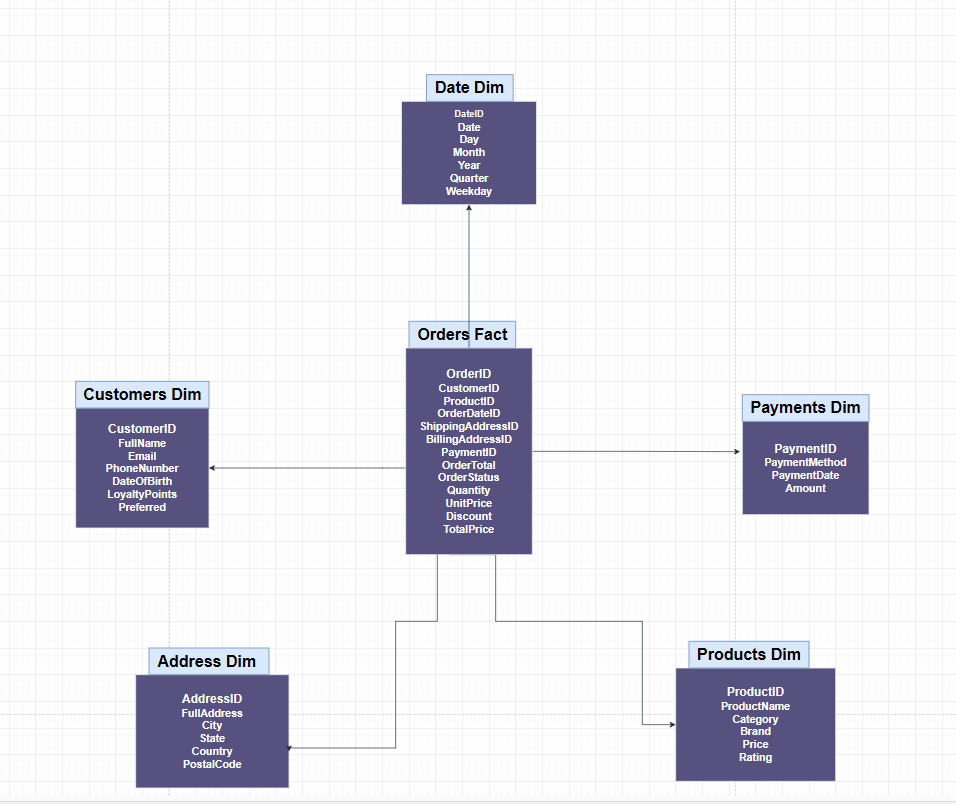 Date Dim
DateID
Date
Day
Month
Year
Quarter
Weekday
Orders Fact
OrderID
CustomerID
ProductID
OrderDateID
ShippingAddressID
BillingAddressID
PaymentID
OrderTotal
OrderStatus
Quantity
UnitPrice
Discount
TotalPrice
Customers Dim
CustomerID
FullName
Email
PhoneNumber
DateOfBirth
LoyaltyPoints
Preferred
Payments Dim
PaymentID
PaymentMethod
PaymentDate
Amount
Address Dim
AddressID
FullAddress
City
State
Country
PostalCode
Products Dim
ProductID
ProductName
Category
Brand
Price
Rating